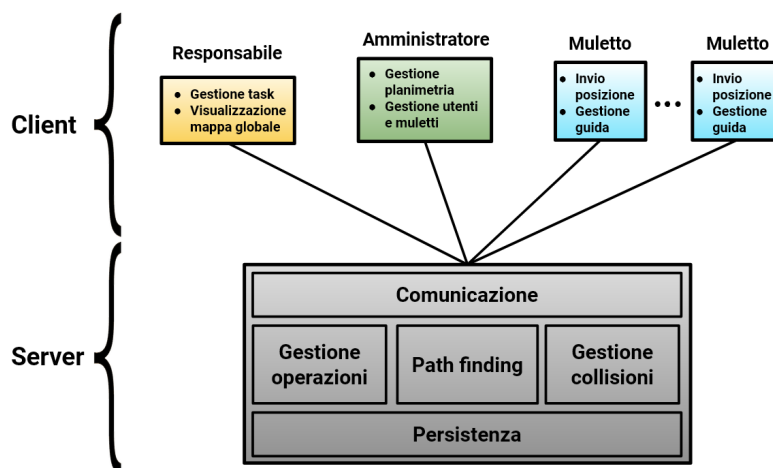 Client
Responsabile
Gestione task
Visualizzazione
mappa globale
Amministratore
Gestione
planimetria
Gestione utenti
e muletti
Muletto
Invio
posizione
Gestione
guida
...
Muletto
Invio
posizione
Gestione
guida
Server
Comunicazione
Gestione
operazioni
Path finding
Gestione
collisioni
Persistenza